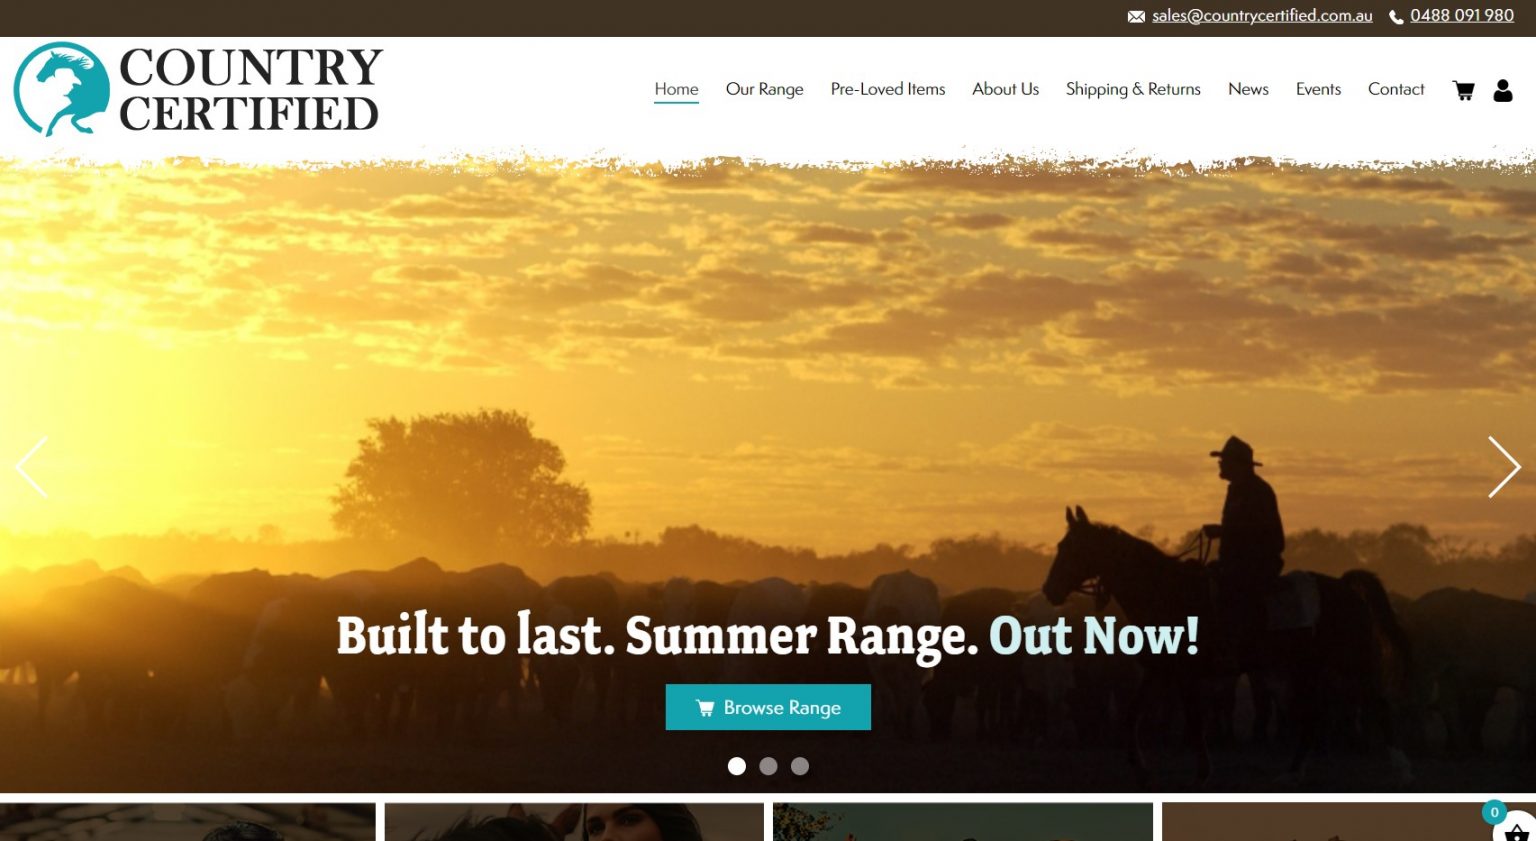 sales@countrycertified.com.au 0488 091 980
COUNTRY
CERTIFIED
Home Our Range Pre-Loved Items About Us Shipping & Returns News Events Contact
Built to last. Summer Range. Out Now!
Browse Range
0